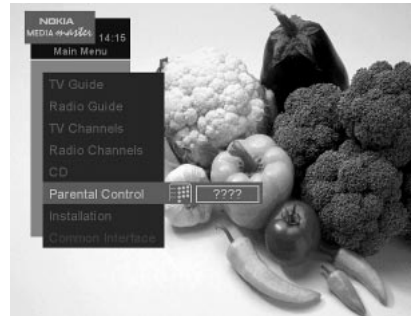 NOKIA
MEDIA master
14:15
Main Menu
TV Guide
Radio Guide
TV Channels
Radio Channels
CD
Parental Control ????
Installation
Common Interface